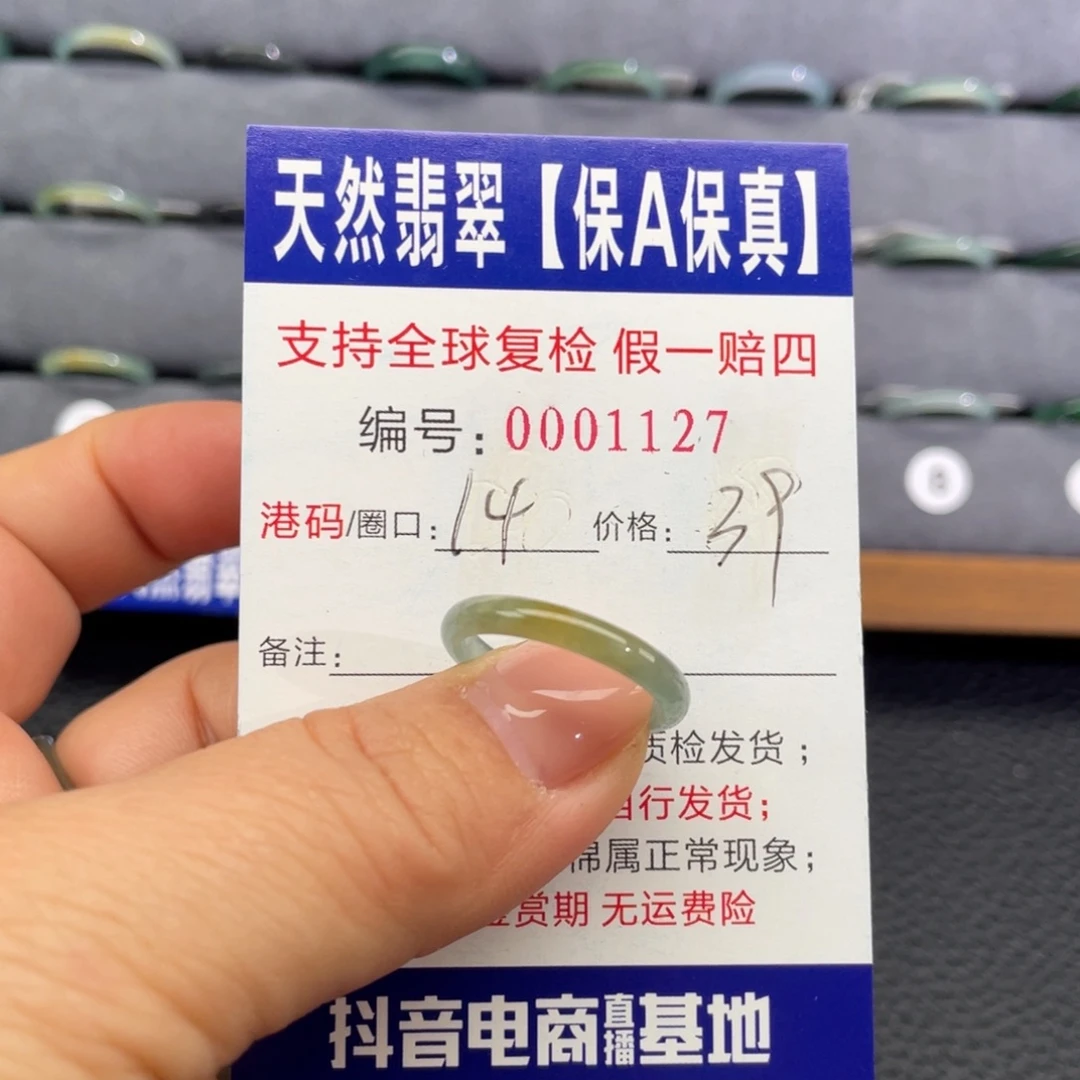 天然翡翠【保A保真】
支持全球复检 假一赔四
编号：0001127
港码/圈口：14 价格：39
备注：
质检发货；
自行发货；
棉属正常现象；
鉴赏期 无运费险
抖音电商直播基地